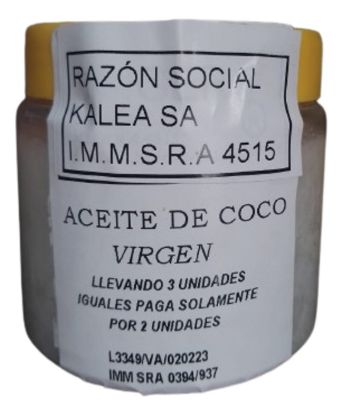 RAZÓN SOCIAL
KALEA SA
I.M.M.S.R.A 4515
ACEITE DE COCO
VIRGEN
LLEVANDO 3 UNIDADES
IGUALES PAGA SOLAMENTE
POR 2 UNIDADES
L3349/VA/020223
IMM SRA 0394/937